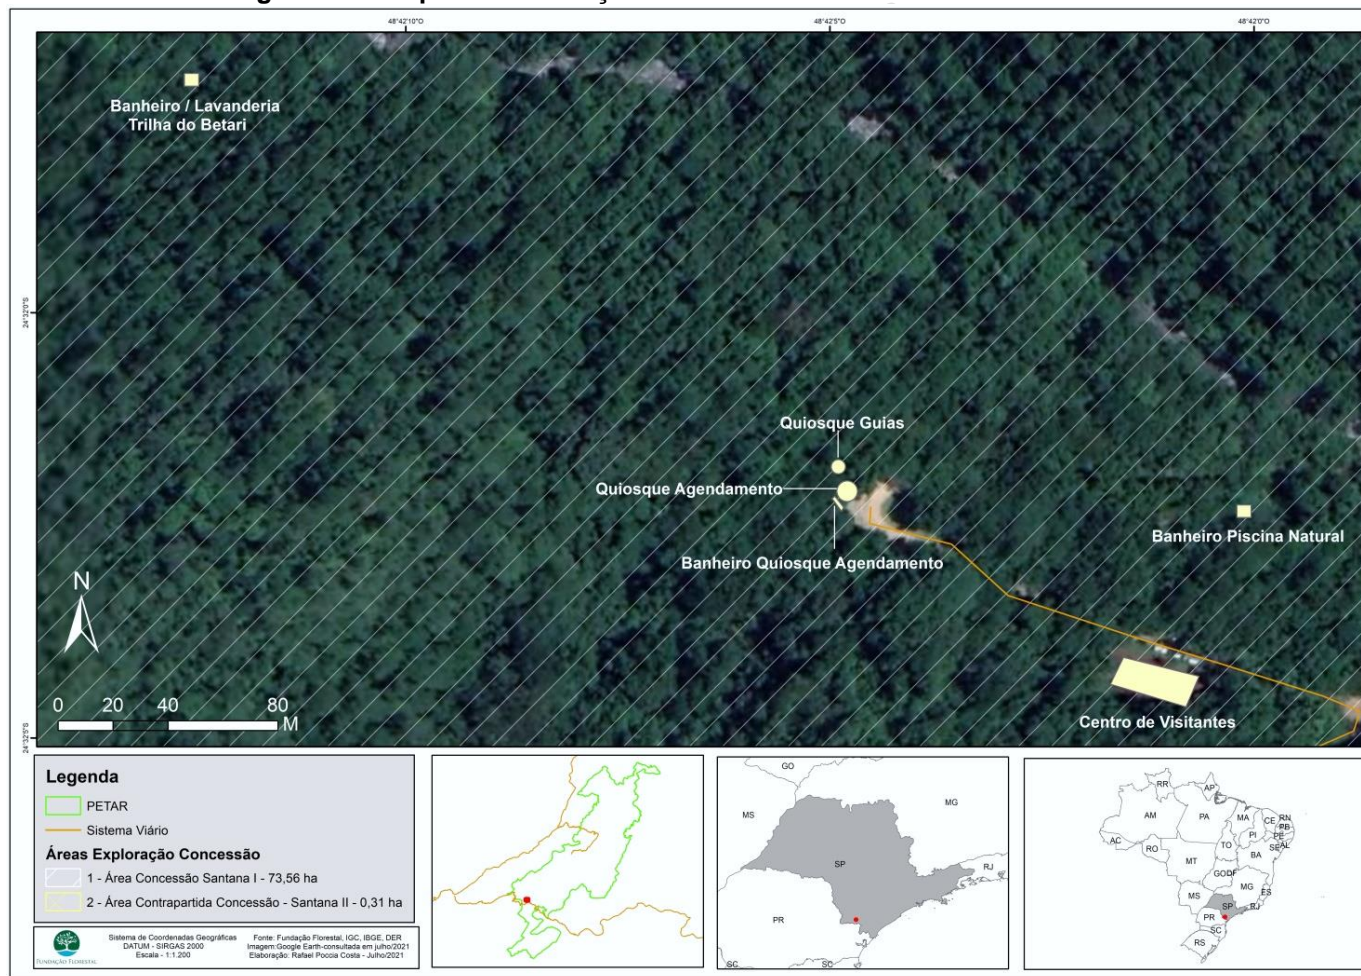 48°42'10"O
48°42'5"O
48°42'0"O
Banheiro / Lavanderia
Trilha do Betari
24°32'0"S
Quiosque Guias
Quiosque Agendamento
Banheiro Quiosque Agendamento
Banheiro Piscina Natural
N
0 20 40 80
M
Centro de Visitantes
24°32'5"S
Legenda
PETAR
Sistema Viário
Áreas Exploração Concessão
1 - Área Concessão Santana I - 73,56 ha
2 - Área Contrapartida Concessão - Santana II - 0,31 ha
FUNDAÇÃO FLORESTAL
Sistema de Coordenadas Geográficas
DATUM - SIRGAS 2000
Escala - 1:1.200
Fonte: Fundação Florestal, IGC, IBGE, DER
Imagem:Google Earth-consultada em julho/2021
Elaboração: Rafael Poccia Costa - Julho/2021
GO
MS
MG
SP
RJ
PR
SC
SC
RR
AP
AM
PA
MA
CE
RN
PB
PE
AL
SE
PI
AC
RO
TO
BA
MT
GO
DF
MG
ES
MS
SP
RJ
PR
SC
RS